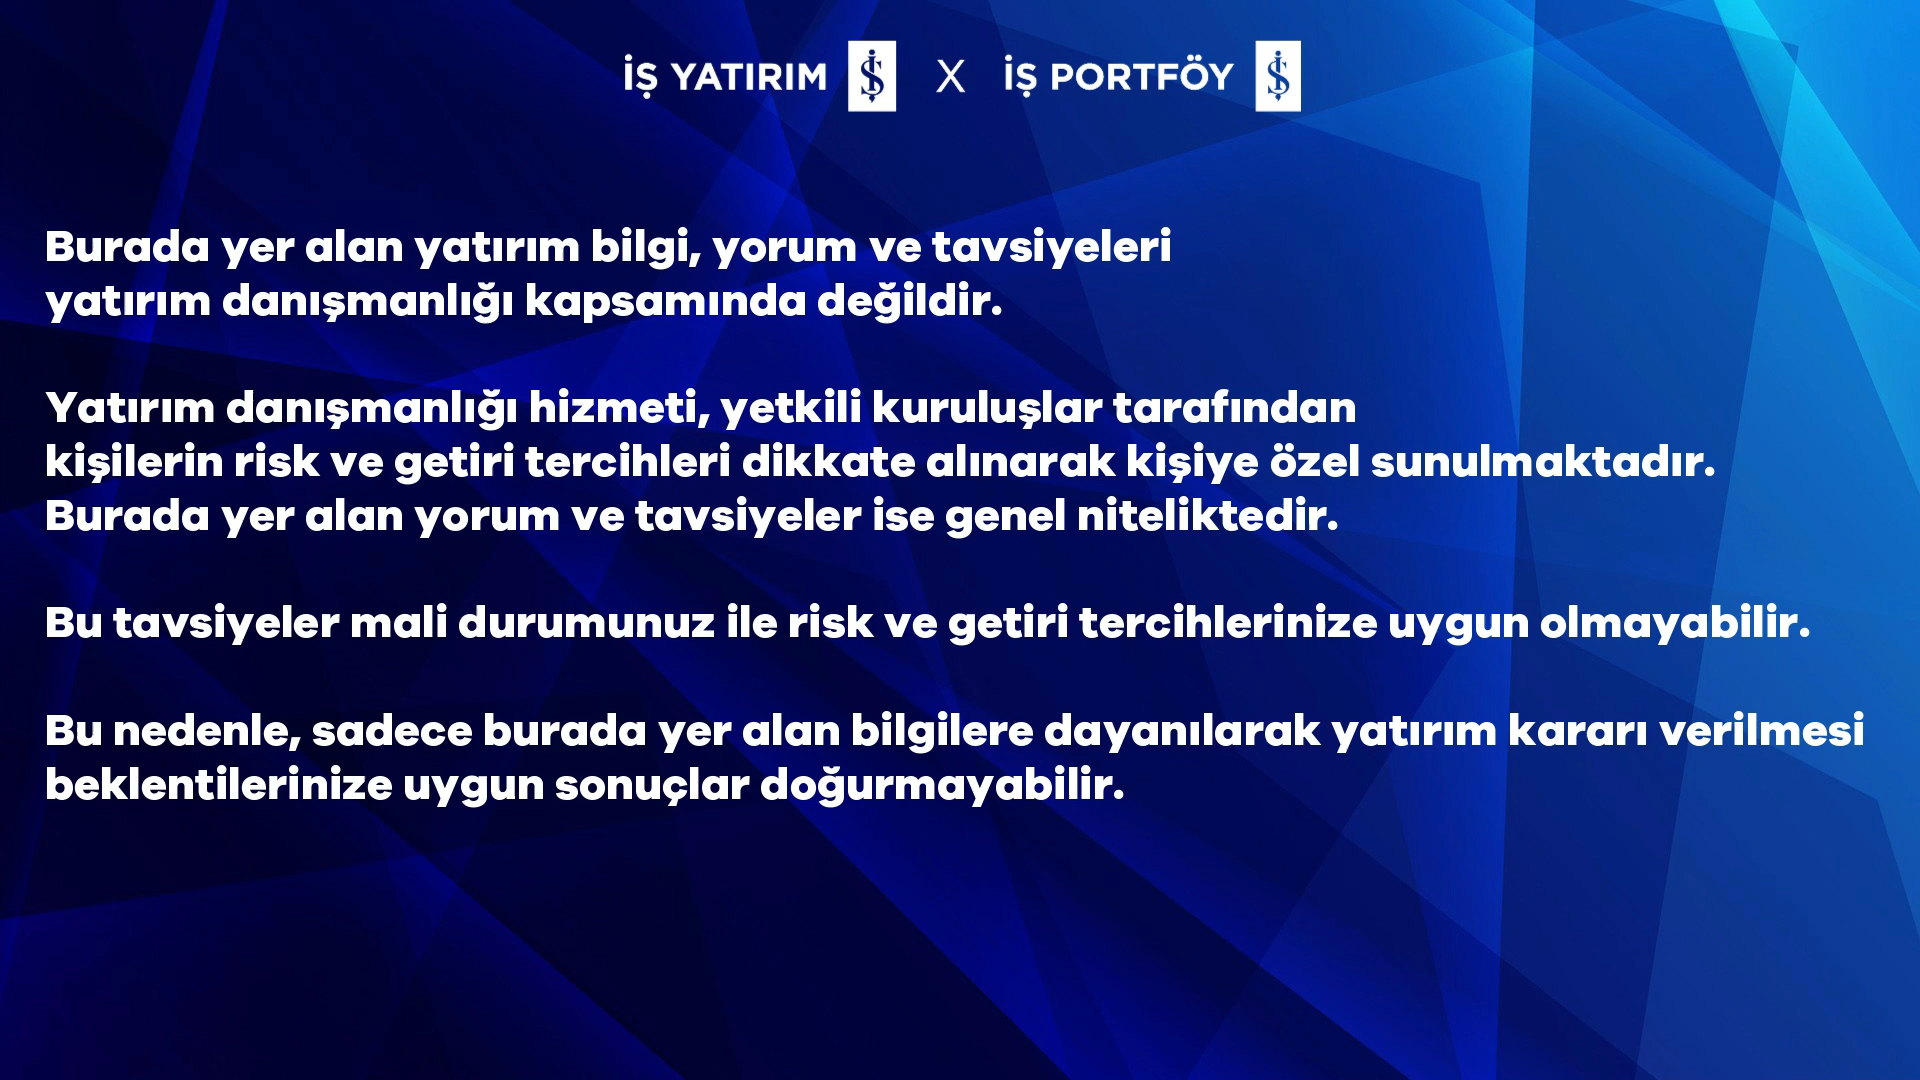 İŞ YATIRIM X İŞ PORTFÖY
Burada yer alan yatırım bilgi, yorum ve tavsiyeleri
yatırım danışmanlığı kapsamında değildir.
Yatırım danışmanlığı hizmeti, yetkili kuruluşlar tarafından
kişilerin risk ve getiri tercihleri dikkate alınarak kişiye özel sunulmaktadır.
Burada yer alan yorum ve tavsiyeler ise genel niteliktedir.
Bu tavsiyeler mali durumunuz ile risk ve getiri tercihlerinize uygun olmayabilir.
Bu nedenle, sadece burada yer alan bilgilere dayanılarak yatırım kararı verilmesi
beklentilerinize uygun sonuçlar doğurmayabilir.